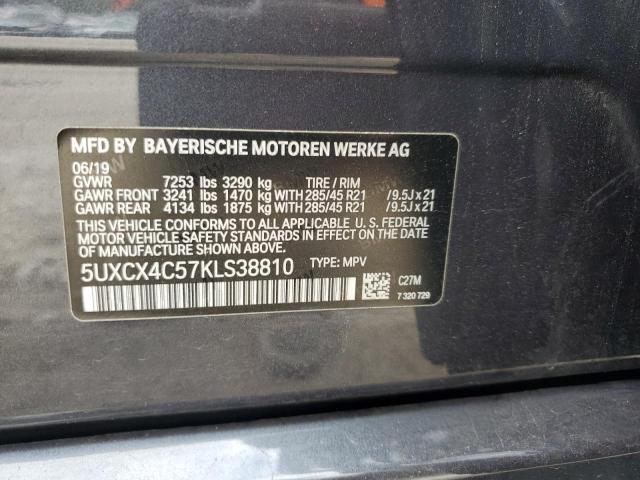 MFD BY BAYERISCHE MOTOREN WERKE AG
06/19
GVWR 7253 lbs 3290 kg TIRE / RIM
GAWR FRONT 3241 lbs 1470 kg WITH 285/45 R21 /9.5J x 21
GAWR REAR 4134 lbs 1875 kg WITH 285/45 R21 /9.5J x 21
THIS VEHICLE CONFORMS TO ALL APPLICABLE U. S. FEDERAL
MOTOR VEHICLE SAFETY STANDARDS IN EFFECT ON THE DATE
OF MANUFACTURE SHOWN ABOVE.
5UXCX4C57KLS38810 TYPE: MPV
C27M
7 320 729